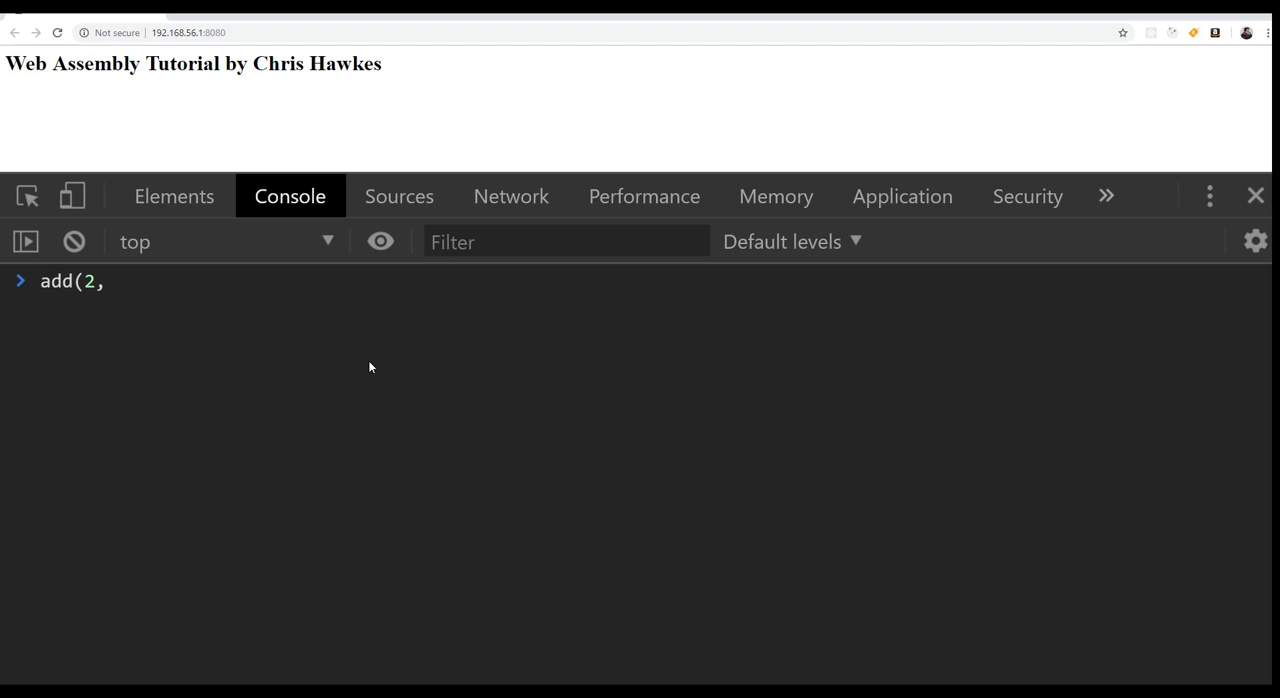 Not secure | 192.168.56.1:8080
Web Assembly Tutorial by Chris Hawkes
Elements Console Sources Network Performance Memory Application Security »
top Filter Default levels
> add(2,